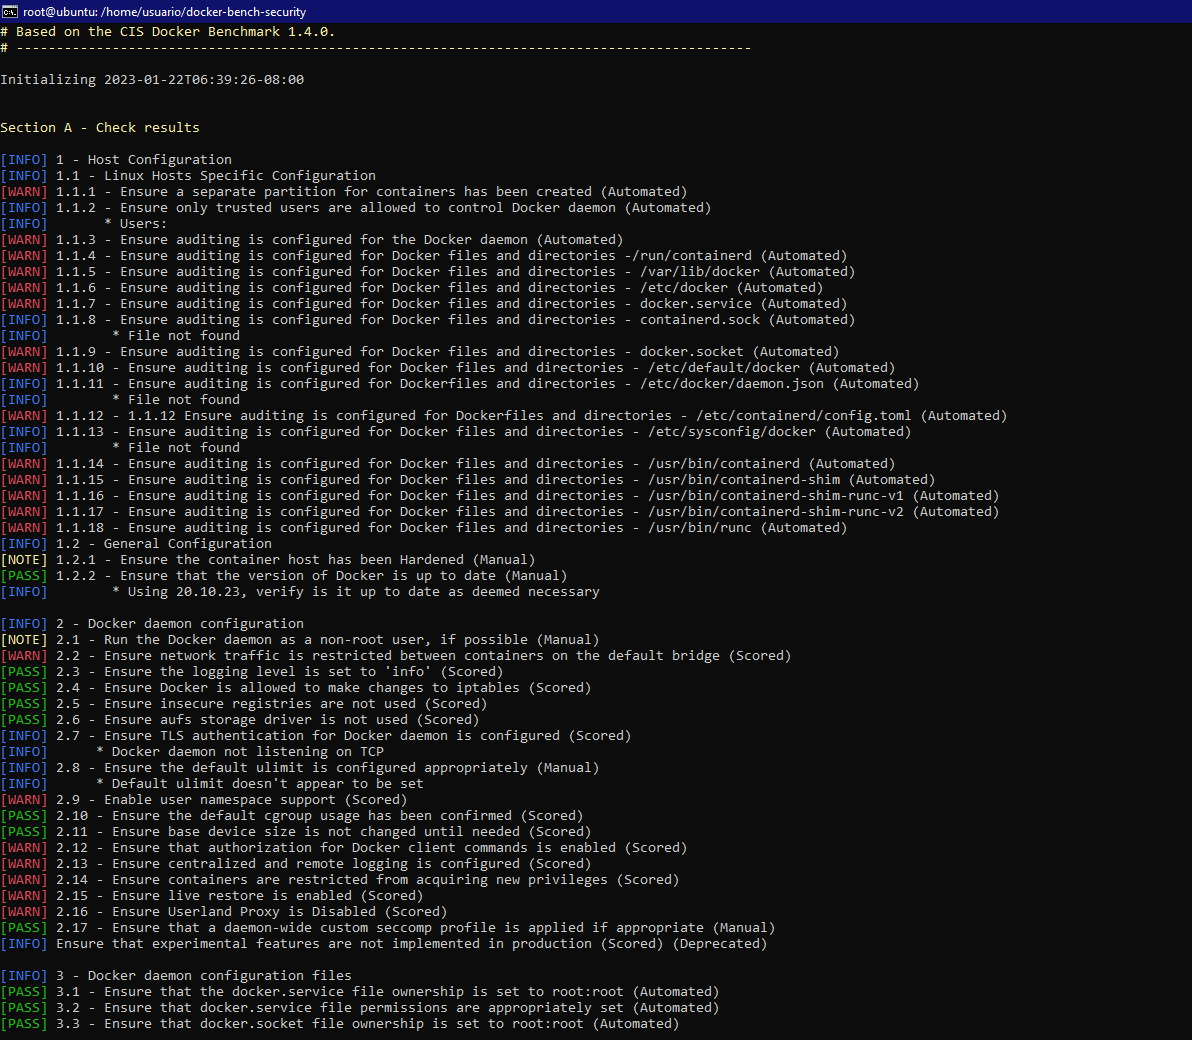 root@ubuntu: /home/usuario/docker-bench-security
# Based on the CIS Docker Benchmark 1.4.0.
# --------------------------------------------------------------------------------------------
Initializing 2023-01-22T06:39:26-08:00
Section A - Check results
[INFO] 1 - Host Configuration
[INFO] 1.1 - Linux Hosts Specific Configuration
[WARN] 1.1.1 - Ensure a separate partition for containers has been created (Automated)
[INFO] 1.1.2 - Ensure only trusted users are allowed to control Docker daemon (Automated)
[INFO]       * Users:
[WARN] 1.1.3 - Ensure auditing is configured for the Docker daemon (Automated)
[WARN] 1.1.4 - Ensure auditing is configured for Docker files and directories -/run/containerd (Automated)
[WARN] 1.1.5 - Ensure auditing is configured for Docker files and directories - /var/lib/docker (Automated)
[WARN] 1.1.6 - Ensure auditing is configured for Docker files and directories - /etc/docker (Automated)
[WARN] 1.1.7 - Ensure auditing is configured for Docker files and directories - docker.service (Automated)
[INFO] 1.1.8 - Ensure auditing is configured for Docker files and directories - containerd.sock (Automated)
[INFO]        * File not found
[WARN] 1.1.9 - Ensure auditing is configured for Docker files and directories - docker.socket (Automated)
[WARN] 1.1.10 - Ensure auditing is configured for Docker files and directories - /etc/default/docker (Automated)
[INFO] 1.1.11 - Ensure auditing is configured for Dockerfiles and directories - /etc/docker/daemon.json (Automated)
[INFO]        * File not found
[WARN] 1.1.12 - 1.1.12 Ensure auditing is configured for Dockerfiles and directories - /etc/containerd/config.toml (Automated)
[INFO] 1.1.13 - Ensure auditing is configured for Docker files and directories - /etc/sysconfig/docker (Automated)
[INFO]        * File not found
[WARN] 1.1.14 - Ensure auditing is configured for Docker files and directories - /usr/bin/containerd (Automated)
[WARN] 1.1.15 - Ensure auditing is configured for Docker files and directories - /usr/bin/containerd-shim (Automated)
[WARN] 1.1.16 - Ensure auditing is configured for Docker files and directories - /usr/bin/containerd-shim-runc-v1 (Automated)
[WARN] 1.1.17 - Ensure auditing is configured for Docker files and directories - /usr/bin/containerd-shim-runc-v2 (Automated)
[WARN] 1.1.18 - Ensure auditing is configured for Docker files and directories - /usr/bin/runc (Automated)
[INFO] 1.2 - General Configuration
[NOTE] 1.2.1 - Ensure the container host has been Hardened (Manual)
[PASS] 1.2.2 - Ensure that the version of Docker is up to date (Manual)
[INFO]        * Using 20.10.23, verify is it up to date as deemed necessary
[INFO] 2 - Docker daemon configuration
[NOTE] 2.1 - Run the Docker daemon as a non-root user, if possible (Manual)
[WARN] 2.2 - Ensure network traffic is restricted between containers on the default bridge (Scored)
[PASS] 2.3 - Ensure the logging level is set to 'info' (Scored)
[PASS] 2.4 - Ensure Docker is allowed to make changes to iptables (Scored)
[PASS] 2.5 - Ensure insecure registries are not used (Scored)
[PASS] 2.6 - Ensure aufs storage driver is not used (Scored)
[INFO] 2.7 - Ensure TLS authentication for Docker daemon is configured (Scored)
[INFO]      * Docker daemon not listening on TCP
[INFO] 2.8 - Ensure the default ulimit is configured appropriately (Manual)
[INFO]      * Default ulimit doesn't appear to be set
[WARN] 2.9 - Enable user namespace support (Scored)
[PASS] 2.10 - Ensure the default cgroup usage has been confirmed (Scored)
[PASS] 2.11 - Ensure base device size is not changed until needed (Scored)
[WARN] 2.12 - Ensure that authorization for Docker client commands is enabled (Scored)
[WARN] 2.13 - Ensure centralized and remote logging is configured (Scored)
[WARN] 2.14 - Ensure containers are restricted from acquiring new privileges (Scored)
[WARN] 2.15 - Ensure live restore is enabled (Scored)
[WARN] 2.16 - Ensure Userland Proxy is Disabled (Scored)
[PASS] 2.17 - Ensure that a daemon-wide custom seccomp profile is applied if appropriate (Manual)
[INFO] Ensure that experimental features are not implemented in production (Scored) (Deprecated)
[INFO] 3 - Docker daemon configuration files
[PASS] 3.1 - Ensure that the docker.service file ownership is set to root:root (Automated)
[PASS] 3.2 - Ensure that docker.service file permissions are appropriately set (Automated)
[PASS] 3.3 - Ensure that docker.socket file ownership is set to root:root (Automated)